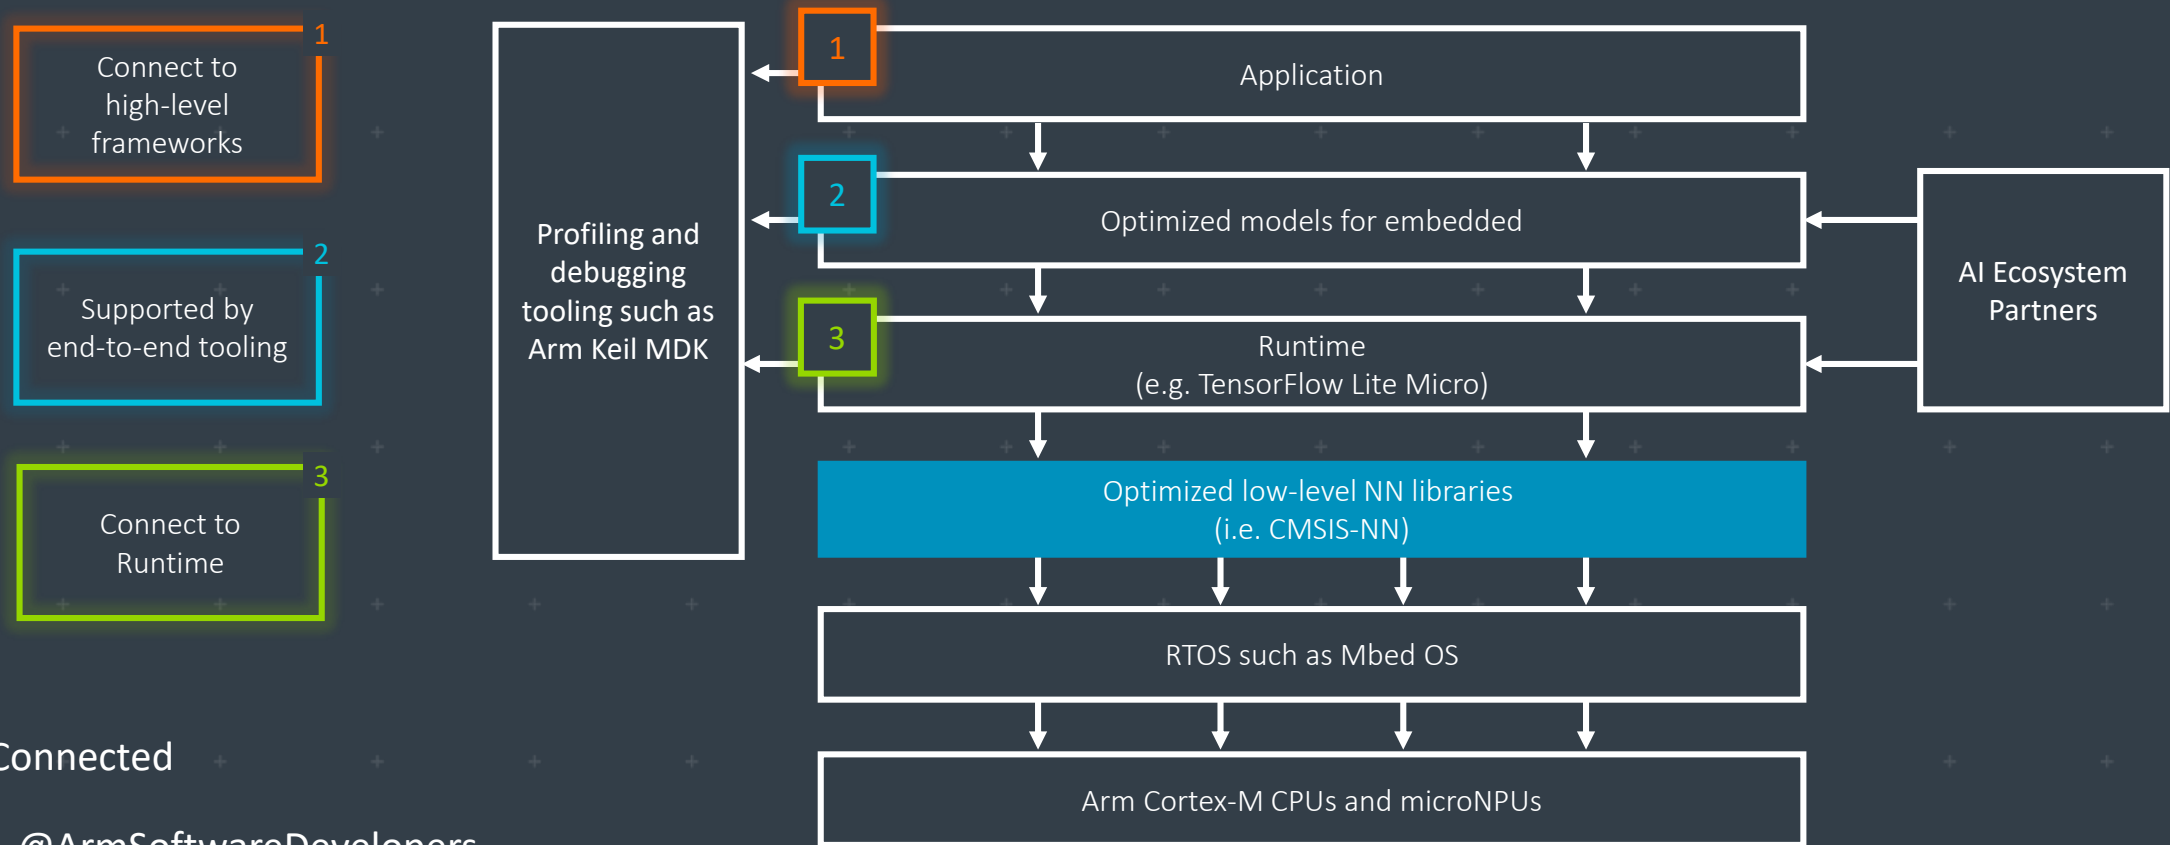 1
Connect to
high-level
frameworks
2
Supported by
end-to-end tooling
3
Connect to
Runtime
Profiling and
debugging
tooling such as
Arm Keil MDK
1
Application
2
Optimized models for embedded
3
Runtime
(e.g. TensorFlow Lite Micro)
Optimized low-level NN libraries
(i.e. CMSIS-NN)
RTOS such as Mbed OS
Arm Cortex-M CPUs and microNPUs
AI Ecosystem
Partners
Connected
@ArmSoftwareDevelopers